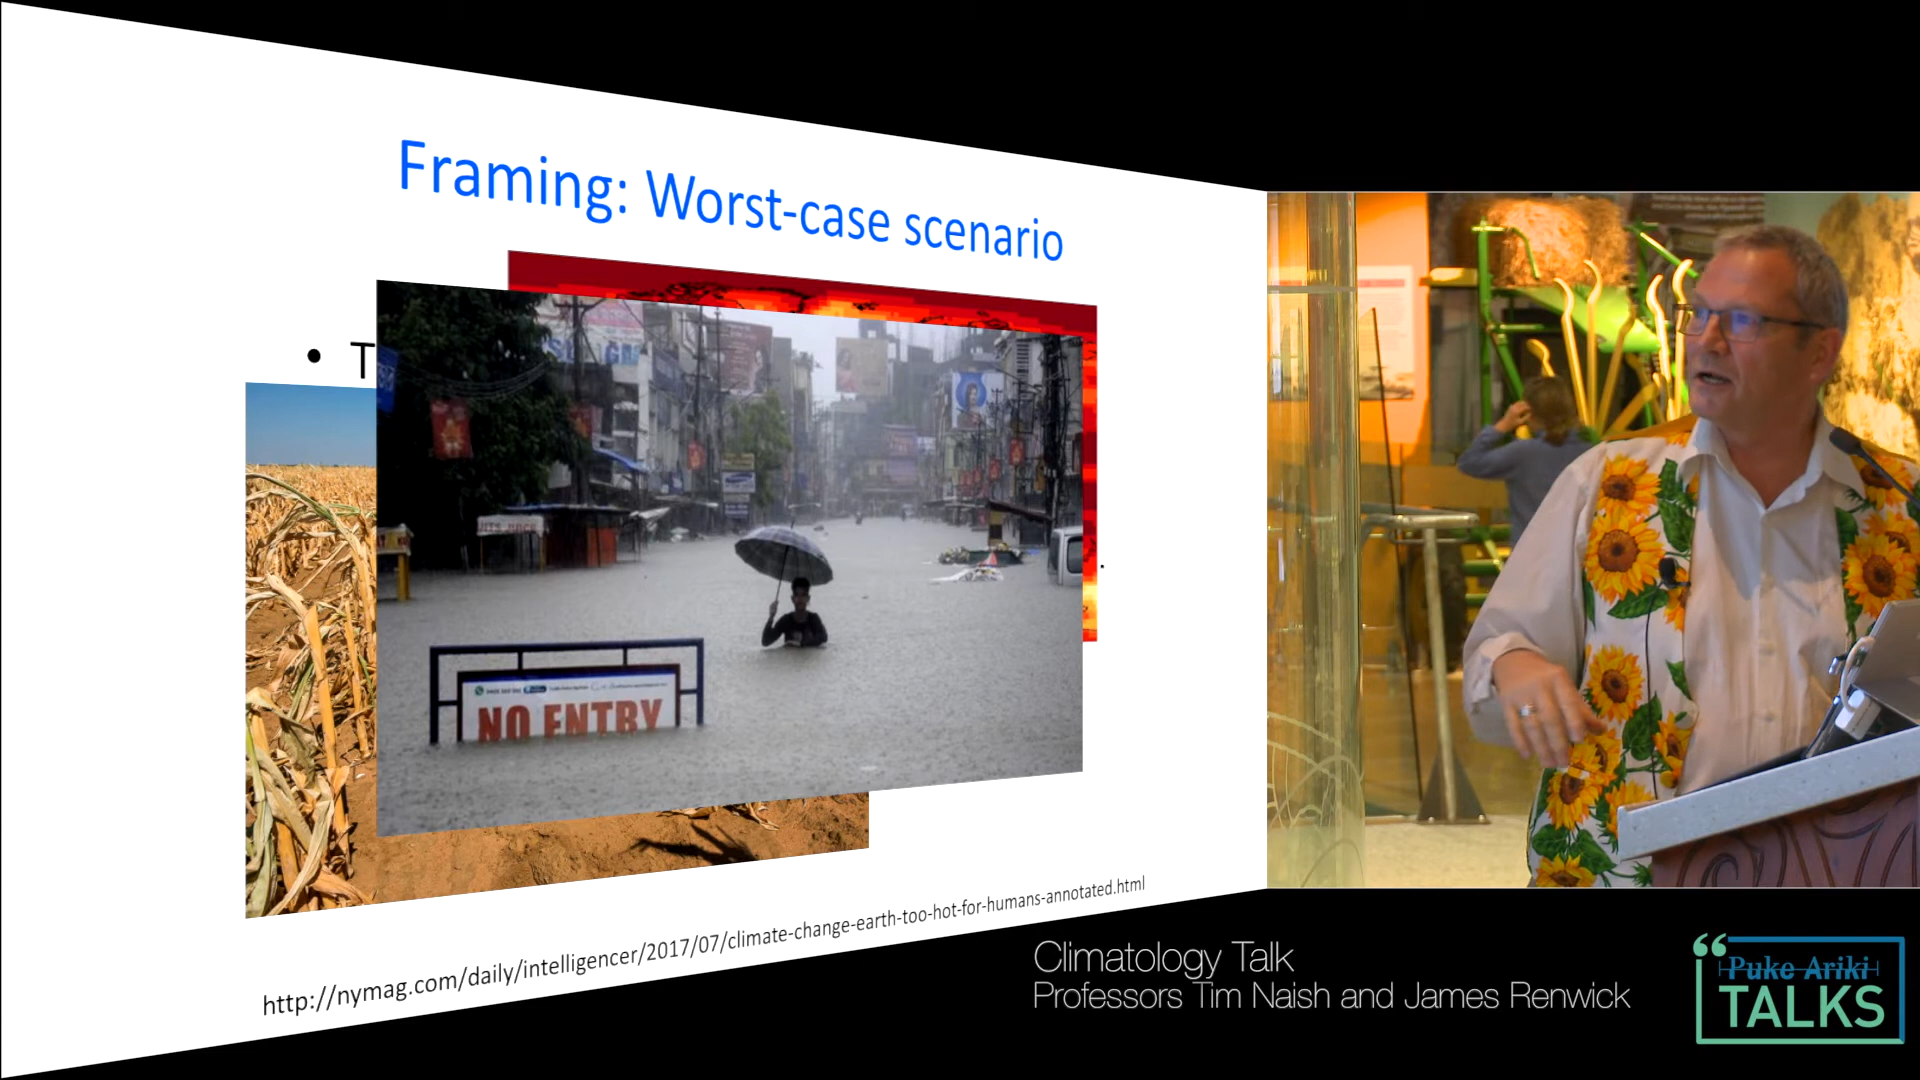 Framing: Worst-case scenario
• T
NO ENTRY
http://nymag.com/daily/intelligencer/2017/07/climate-change-earth-too-hot-for-humans-annotated.html
Climatology Talk
Professors Tim Naish and James Renwick
Puke Ariki
TALKS